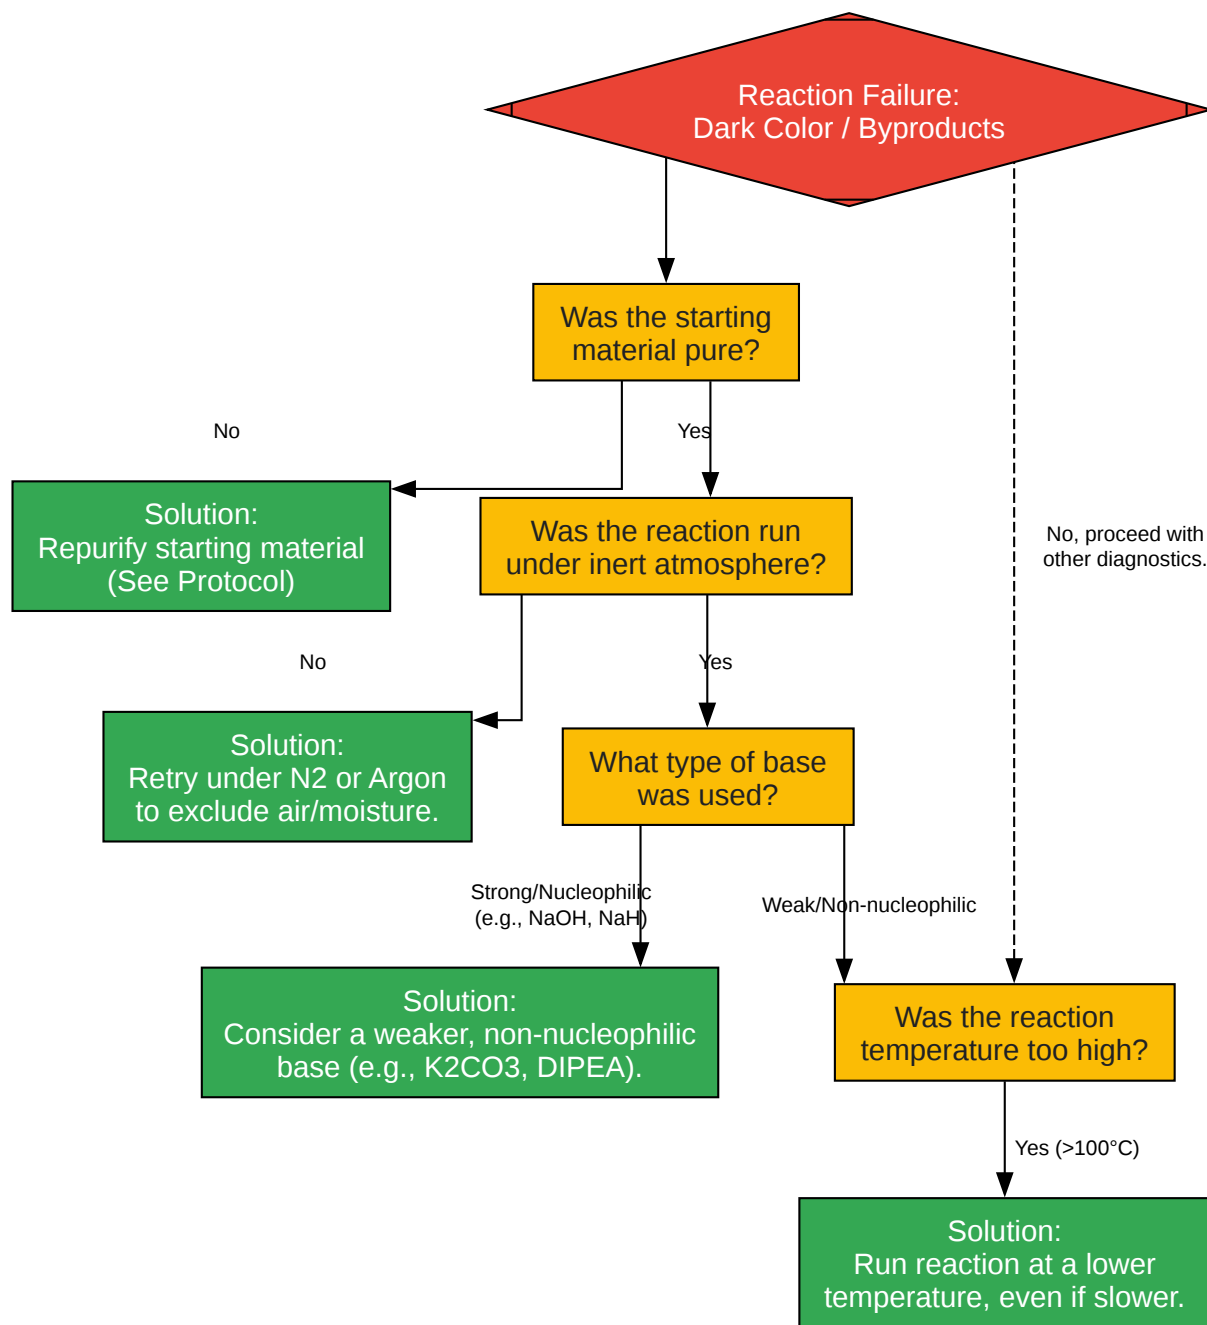 Reaction Failure:
Dark Color / Byproducts
Was the starting
material pure?
No
Yes
Solution:
Repurify starting material
(See Protocol)
Was the reaction run
under inert atmosphere?
No, proceed with
other diagnostics.
No
Yes
Solution:
Retry under N2 or Argon
to exclude air/moisture.
What type of base
was used?
Strong/Nucleophilic
(e.g., NaOH, NaH)
Weak/Non-nucleophilic
Solution:
Consider a weaker, non-nucleophilic
base (e.g., K2CO3, DIPEA).
Was the reaction
temperature too high?
Yes (>100°C)
Solution:
Run reaction at a lower
temperature, even if slower.